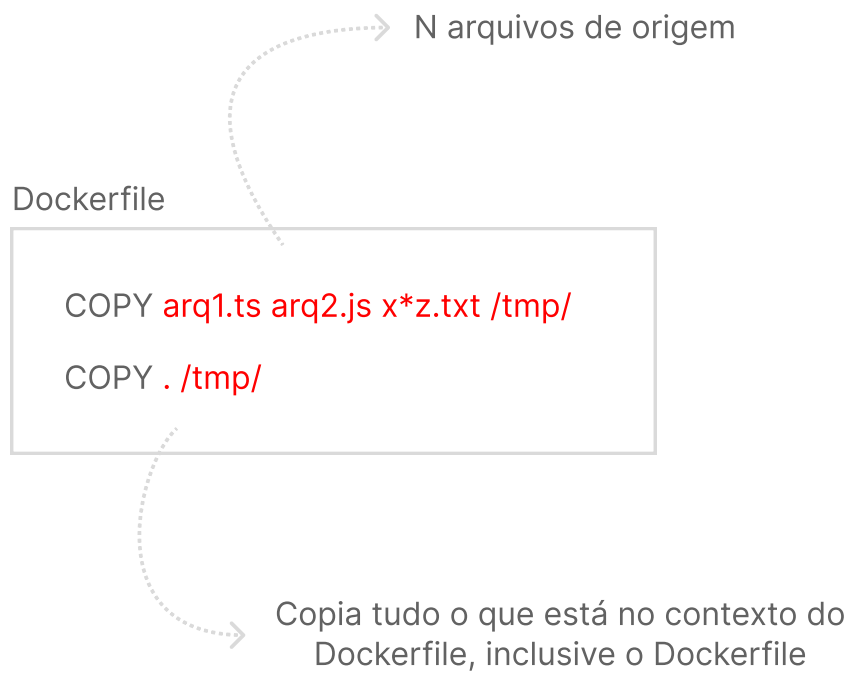 N arquivos de origem
Dockerfile
COPY arq1.ts arq2.js x*z.txt /tmp/
COPY . /tmp/
Copia tudo o que está no contexto do
Dockerfile, inclusive o Dockerfile